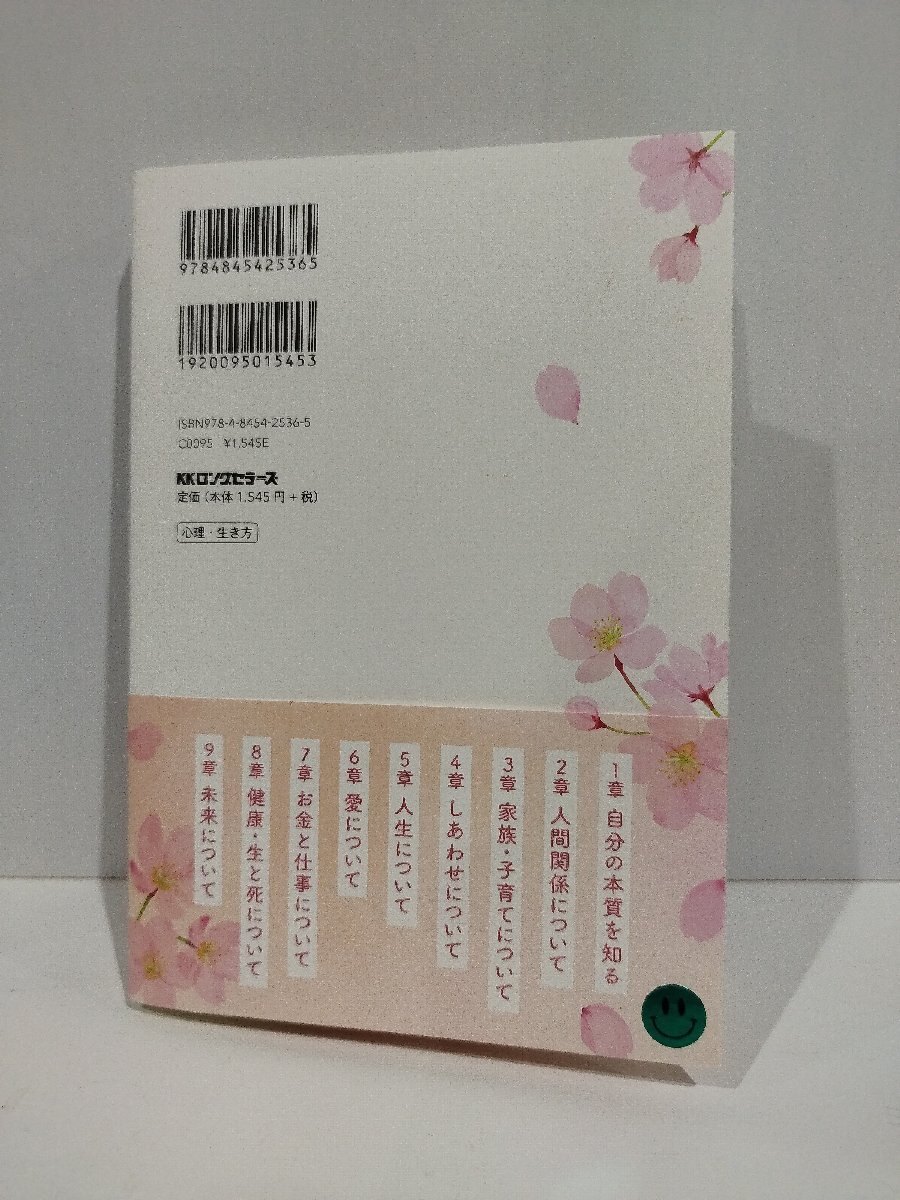 9784845425365
1920095015453
ISBN978-4-8454-2536-5
C0095 ¥1.545E
KKロングセラーズ
定価(本体1,545円+税)
心理・生き方
1章 自分の本質を知る
2章 人間関係について
3章 家族・子育てについて
4章 しあわせについて
5章 人生について
6章 愛について
7章 お金と仕事について
8章 健康・生と死について
9章 未来について